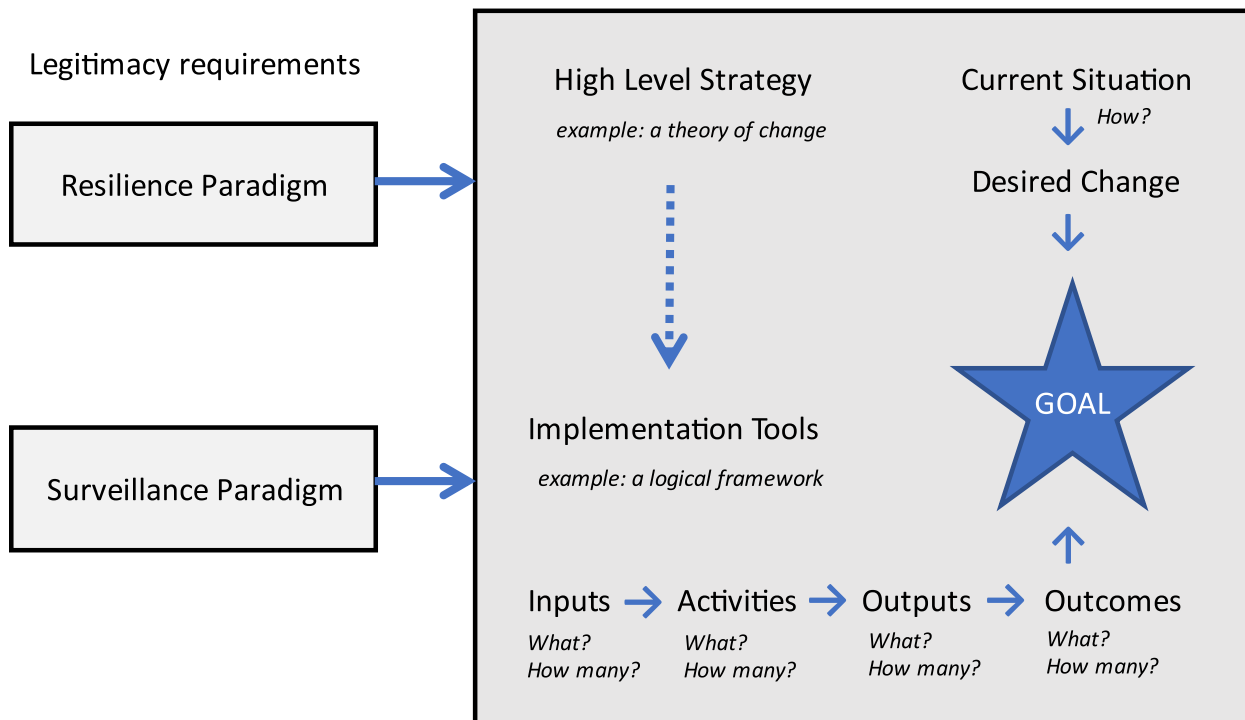 Legitimacy requirements
Resilience Paradigm
Surveillance Paradigm
High Level Strategy
example: a theory of change
Implementation Tools
example: a logical framework
Current Situation
How?
Desired Change
GOAL
Inputs
What?
How many?
Activities
What?
How many?
Outputs
What?
How many?
Outcomes
What?
How many?